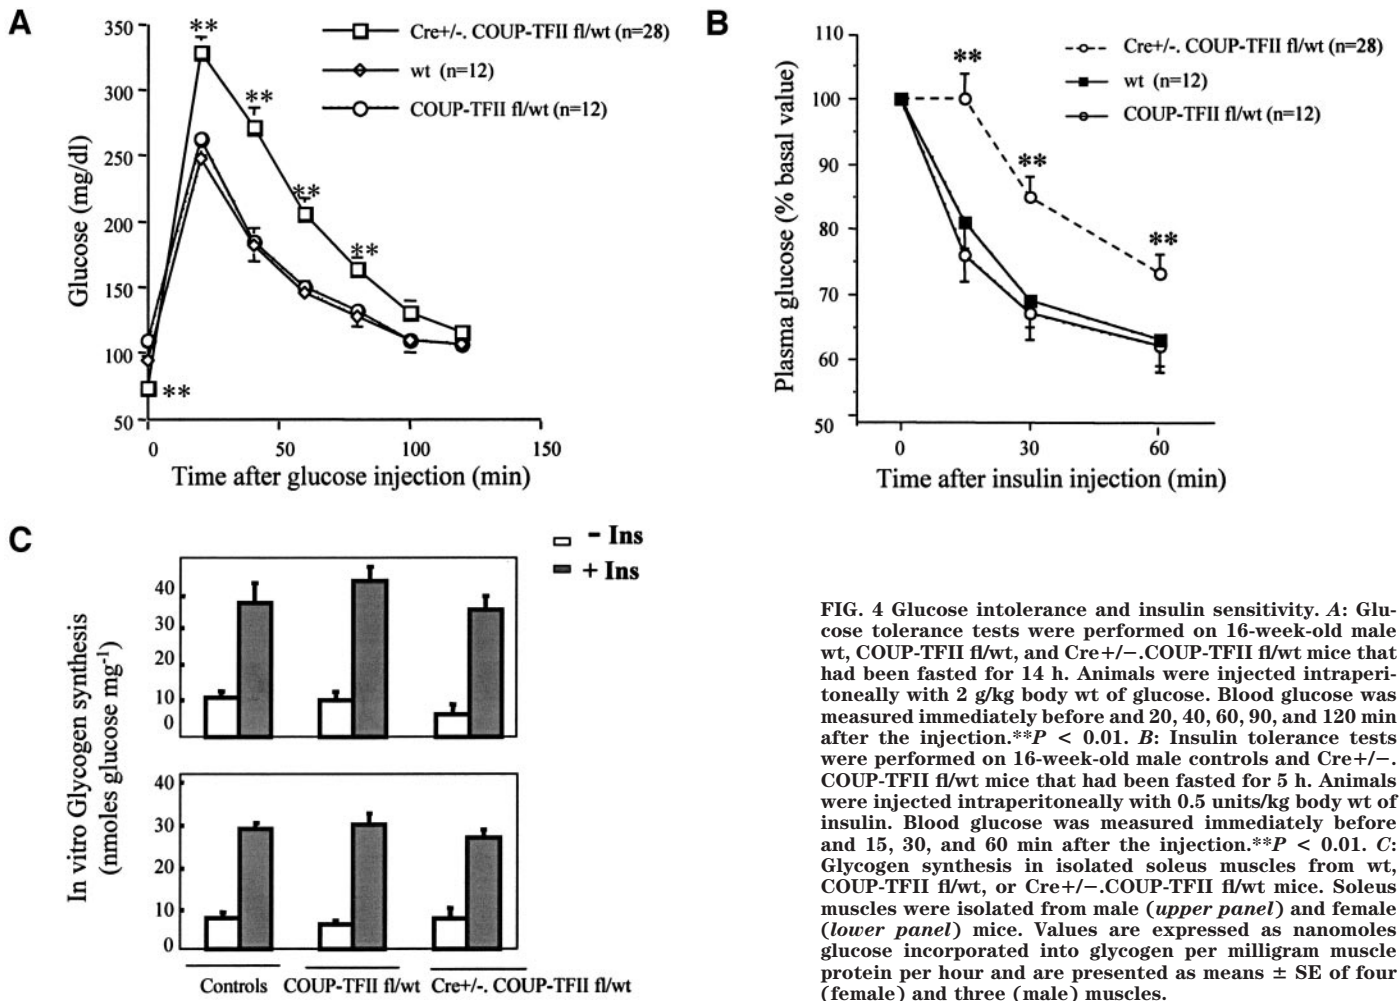 A
350
300
250
200
150
100
50
Glucose (mg/dl)
**
**
**
**
**
Cre+/-. COUP-TFII fl/wt (n=28)
wt (n=12)
COUP-TFII fl/wt (n=12)
0 50 100 150
Time after glucose injection (min)
B
110
100
90
80
70
60
50
Plasma glucose (% basal value)
**
**
**
Cre+/-. COUP-TFII fl/wt (n=28)
wt (n=12)
COUP-TFII fl/wt (n=12)
0 30 60
Time after insulin injection (min)
C
- Ins
+ Ins
In vitro Glycogen synthesis
(nmoles glucose mg-1)
40
30
20
10
0
40
30
20
10
0
Controls COUP-TFII fl/wt Cre+/-. COUP-TFII fl/wt
FIG. 4 Glucose intolerance and insulin sensitivity. A: Glu-
cose tolerance tests were performed on 16-week-old male
wt, COUP-TFII fl/wt, and Cre+/−.COUP-TFII fl/wt mice that
had been fasted for 14 h. Animals were injected intraperi-
toneally with 2 g/kg body wt of glucose. Blood glucose was
measured immediately before and 20, 40, 60, 90, and 120 min
after the injection.**P < 0.01. B: Insulin tolerance tests
were performed on 16-week-old male controls and Cre+/−.
COUP-TFII fl/wt mice that had been fasted for 5 h. Animals
were injected intraperitoneally with 0.5 units/kg body wt of
insulin. Blood glucose was measured immediately before
and 15, 30, and 60 min after the injection.**P < 0.01. C:
Glycogen synthesis in isolated soleus muscles from wt,
COUP-TFII fl/wt, or Cre+/−.COUP-TFII fl/wt mice. Soleus
muscles were isolated from male (upper panel) and female
(lower panel) mice. Values are expressed as nanomoles
glucose incorporated into glycogen per milligram muscle
protein per hour and are presented as means ± SE of four
(female) and three (male) muscles.